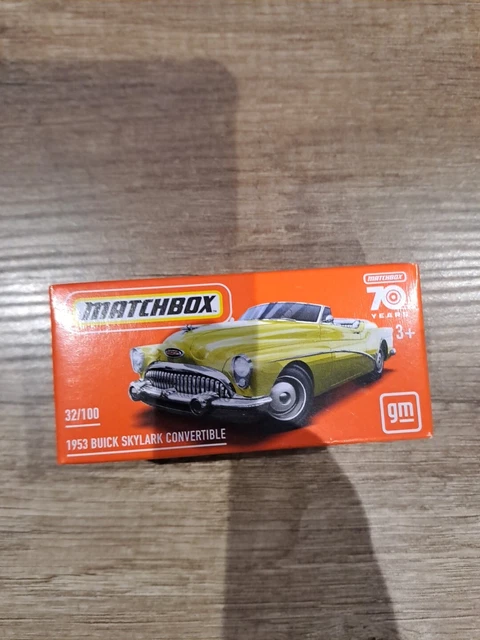 MATCHBOX
MATCHBOX
70
YEARS
3+
32/100
1953 BUICK SKYLARK CONVERTIBLE
gm